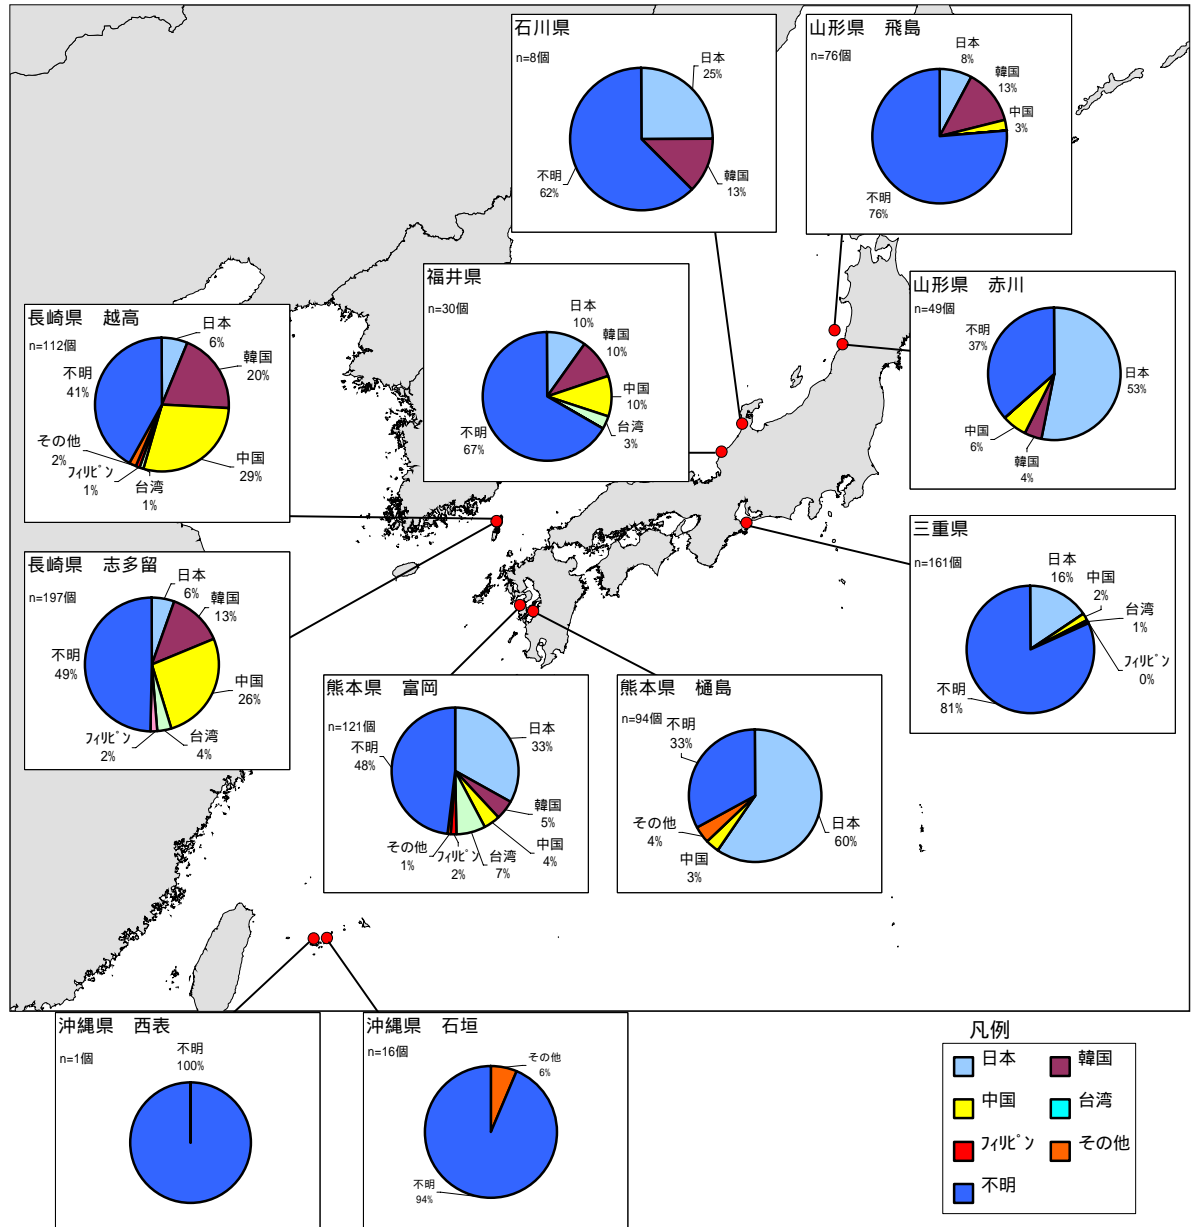 石川県
n=8個
日本
25%
韓国
13%
不明
62%
山形県　飛島
n=76個
日本
8%
韓国
13%
中国
3%
不明
76%
福井県
n=30個
日本
10%
韓国
10%
中国
10%
台湾
3%
不明
67%
山形県　赤川
n=49個
不明
37%
日本
53%
中国
6%
韓国
4%
長崎県　越高
n=112個
日本
6%
韓国
20%
不明
41%
その他
2%
ﾌｨﾘﾋﾟﾝ
1%
台湾
1%
中国
29%
三重県
n=161個
日本
16%
中国
2%
台湾
1%
ﾌｨﾘﾋﾟﾝ
0%
不明
81%
長崎県　志多留
n=197個
日本
6%
韓国
13%
不明
49%
中国
26%
ﾌｨﾘﾋﾟﾝ
2%
台湾
4%
熊本県　富岡
n=121個
不明
48%
日本
33%
韓国
5%
中国
4%
台湾
7%
ﾌｨﾘﾋﾟﾝ
2%
その他
1%
熊本県　樋島
n=94個
不明
33%
その他
4%
中国
3%
日本
60%
沖縄県　西表
n=1個
不明
100%
沖縄県　石垣
n=16個
その他
6%
不明
94%
凡例
日本
韓国
中国
台湾
ﾌｨﾘﾋﾟﾝ
その他
不明